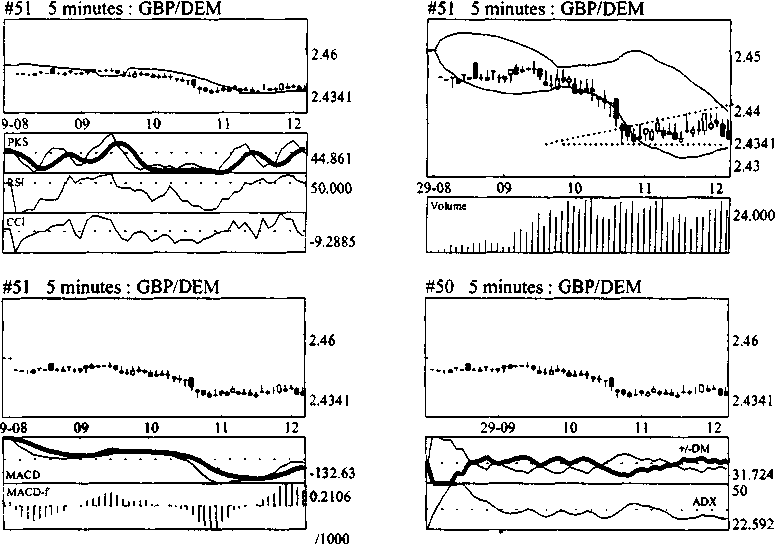 #51 5 minutes : GBP/DEM
2.46
2.4341
9-08 09 10 11 12
PKS
44.861
RSI
50.000
CCI
-9.2885
#51 5 minutes : GBP/DEM
2.45
2.44
2.4341
2.43
29-08 09 10 11 12
Volume
24.000
#51 5 minutes : GBP/DEM
2.46
2.4341
9-08 09 10 11 12
MACD
-132.63
MACD-f
0.2106
/1000
#50 5 minutes : GBP/DEM
2.46
2.4341
29-09 10 11 12
+/-DM
31.724
50
ADX
22.592